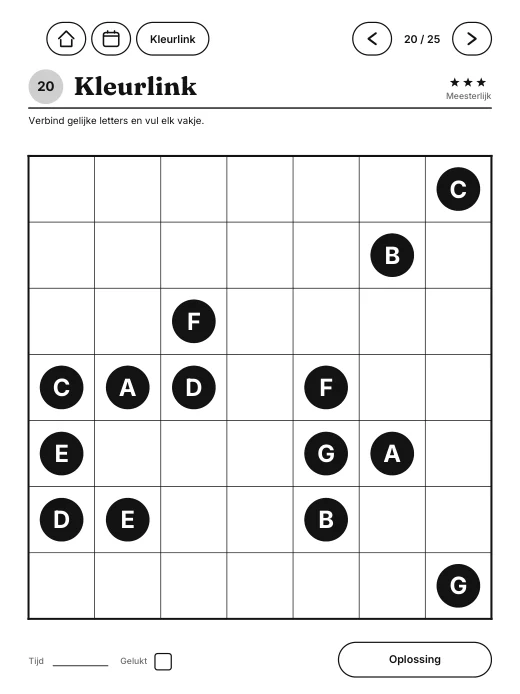 Kleurlink
20 / 25
20 Kleurlink
★★★
Meesterlijk
Verbind gelijke letters en vul elk vakje.
C
B
F
C A D F
E G A
D E B
G
Tijd Gelukt Oplossing